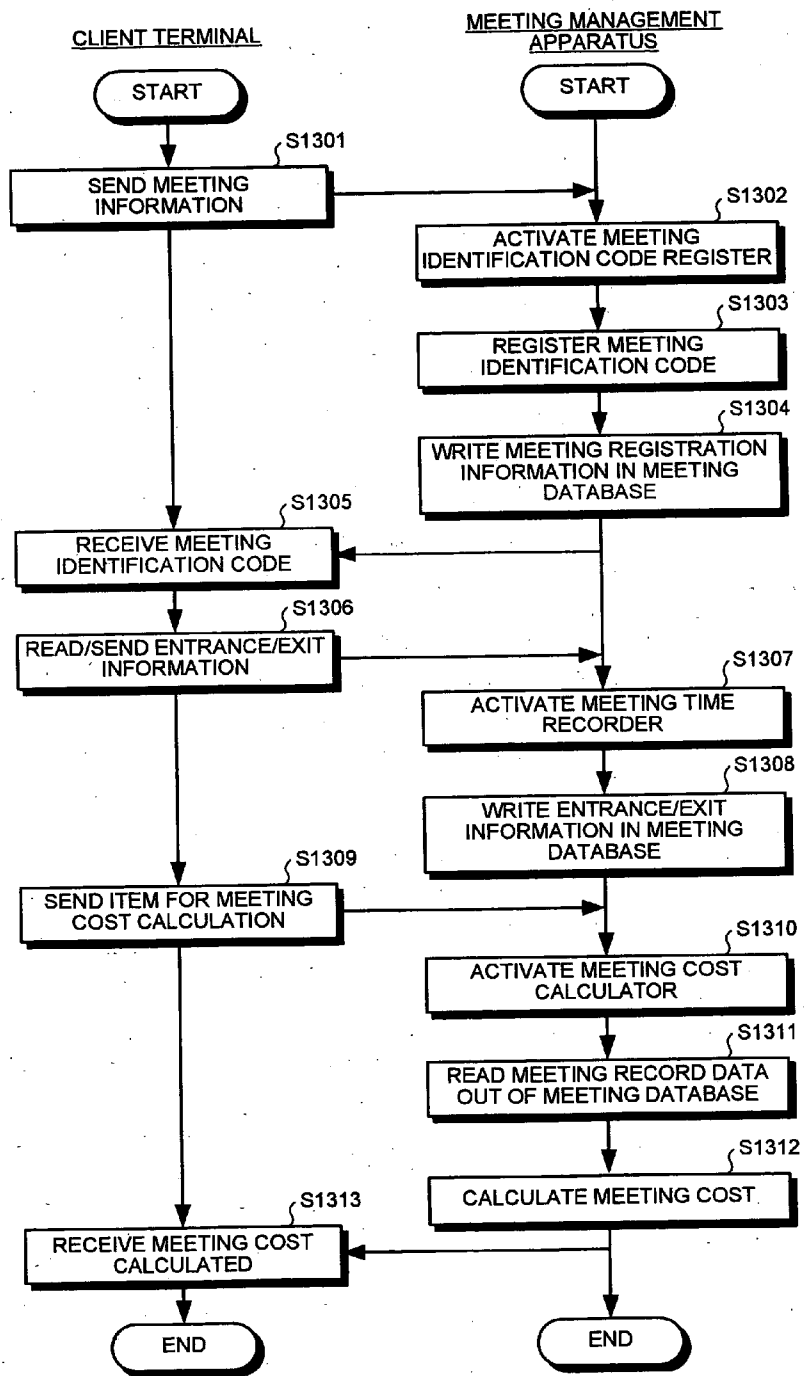 CLIENT TERMINAL
MEETING MANAGEMENT
APPARATUS
START
START
S1301
SEND MEETING
INFORMATION
S1302
ACTIVATE MEETING
IDENTIFICATION CODE REGISTER
S1303
REGISTER MEETING
IDENTIFICATION CODE
S1304
WRITE MEETING REGISTRATION
INFORMATION IN MEETING
DATABASE
S1305
RECEIVE MEETING
IDENTIFICATION CODE
S1306
READ/SEND ENTRANCE/EXIT
INFORMATION
S1307
ACTIVATE MEETING TIME
RECORDER
S1308
WRITE ENTRANCE/EXIT
INFORMATION IN MEETING
DATABASE
S1309
SEND ITEM FOR MEETING
COST CALCULATION
S1310
ACTIVATE MEETING COST
CALCULATOR
S1311
READ MEETING RECORD DATA
OUT OF MEETING DATABASE
S1312
CALCULATE MEETING COST
S1313
RECEIVE MEETING COST
CALCULATED
END
END